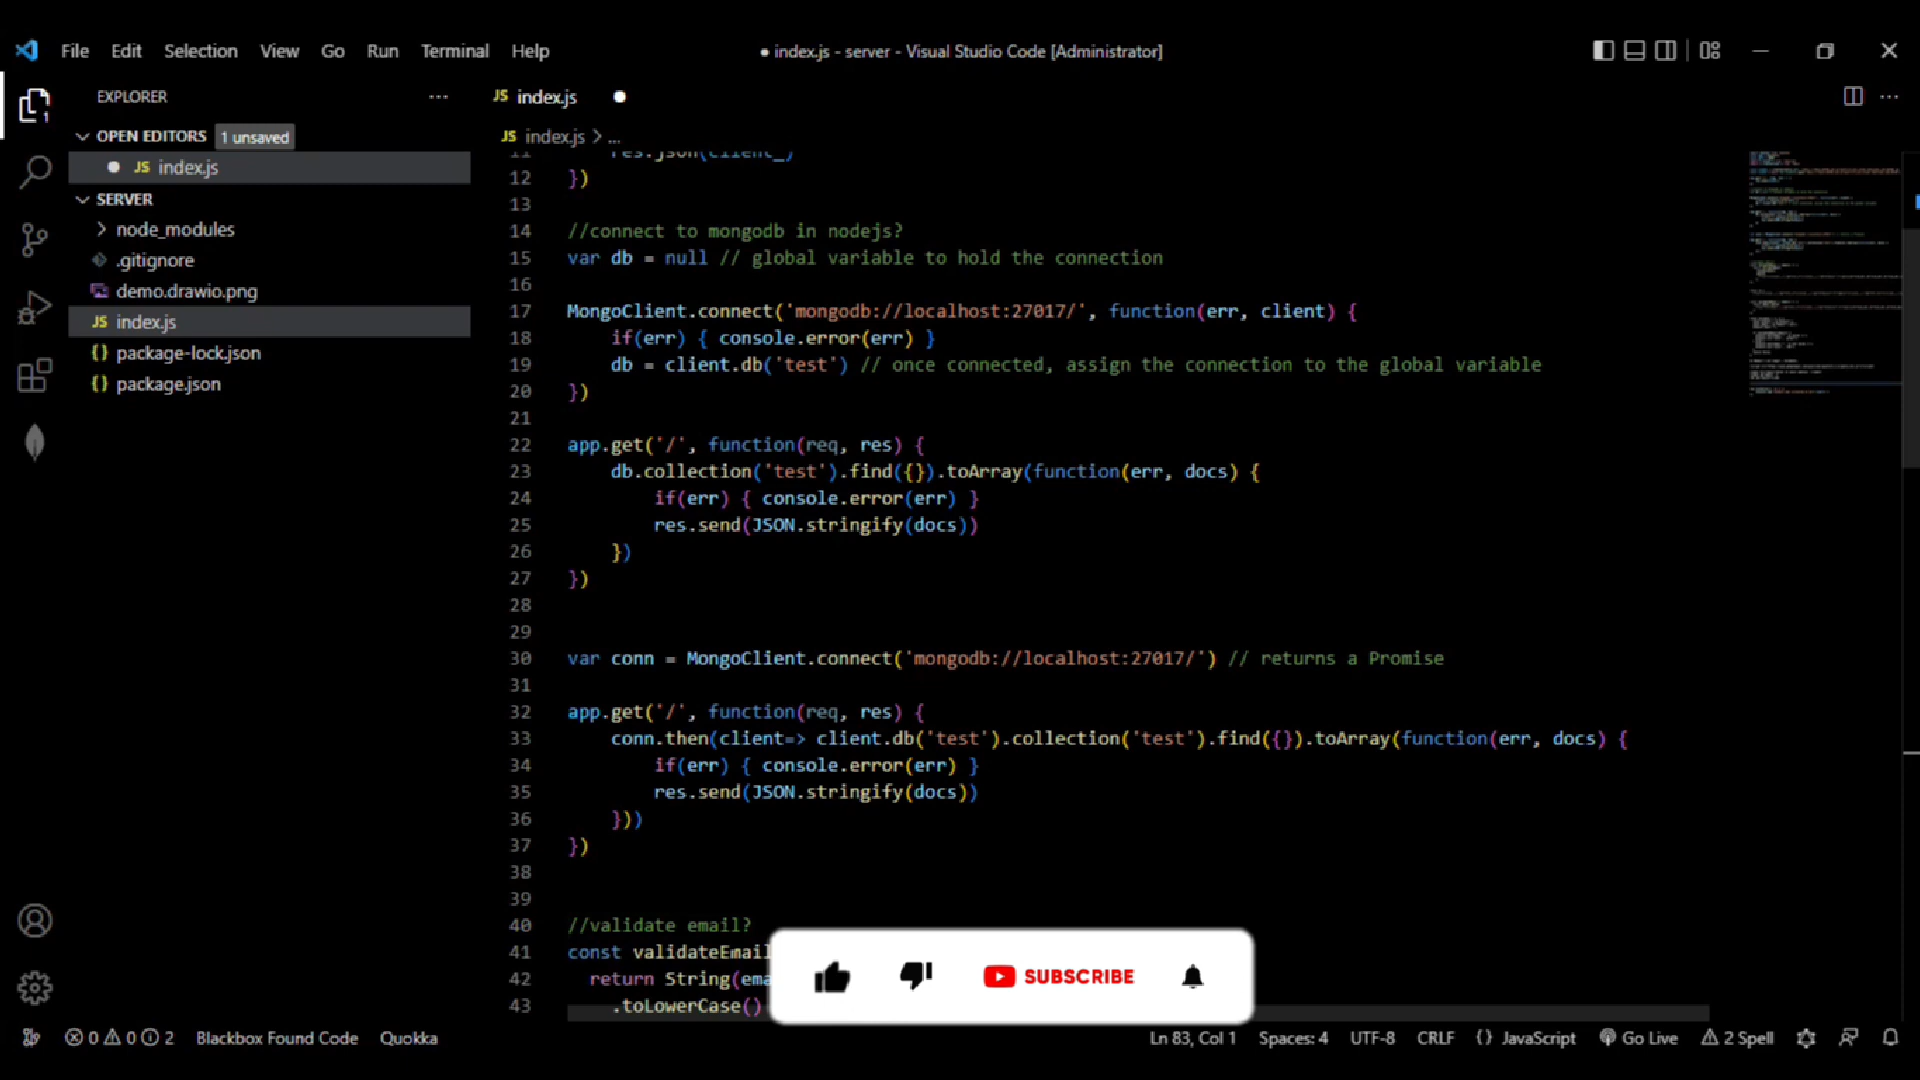 File Edit Selection View Go Run Terminal Help
● index.js - server - Visual Studio Code [Administrator]
EXPLORER
JS index.js
OPEN EDITORS 1 unsaved
JS index.js > ...
JS index.js
SERVER
node_modules
.gitignore
demo.drawio.png
JS index.js
{} package-lock.json
{} package.json
11 res.json(client_)
12 })
13
14 //connect to mongodb in nodejs?
15 var db = null // global variable to hold the connection
16
17 MongoClient.connect('mongodb://localhost:27017/', function(err, client) {
18 if(err) { console.error(err) }
19 db = client.db('test') // once connected, assign the connection to the global variable
20 })
21
22 app.get('/', function(req, res) {
23 db.collection('test').find({}).toArray(function(err, docs) {
24 if(err) { console.error(err) }
25 res.send(JSON.stringify(docs))
26 })
27 })
28
29
30 var conn = MongoClient.connect('mongodb://localhost:27017/') // returns a Promise
31
32 app.get('/', function(req, res) {
33 conn.then(client=> client.db('test').collection('test').find({}).toArray(function(err, docs) {
34 if(err) { console.error(err) }
35 res.send(JSON.stringify(docs))
36 }))
37 })
38
39
40 //validate email?
41 const validateEmail
42 return String(ema
43 .toLowerCase()
SUBSCRIBE
0 0 2 Blackbox Found Code Quokka
Ln 83, Col 1 Spaces: 4 UTF-8 CRLF {} JavaScript Go Live 2 Spell